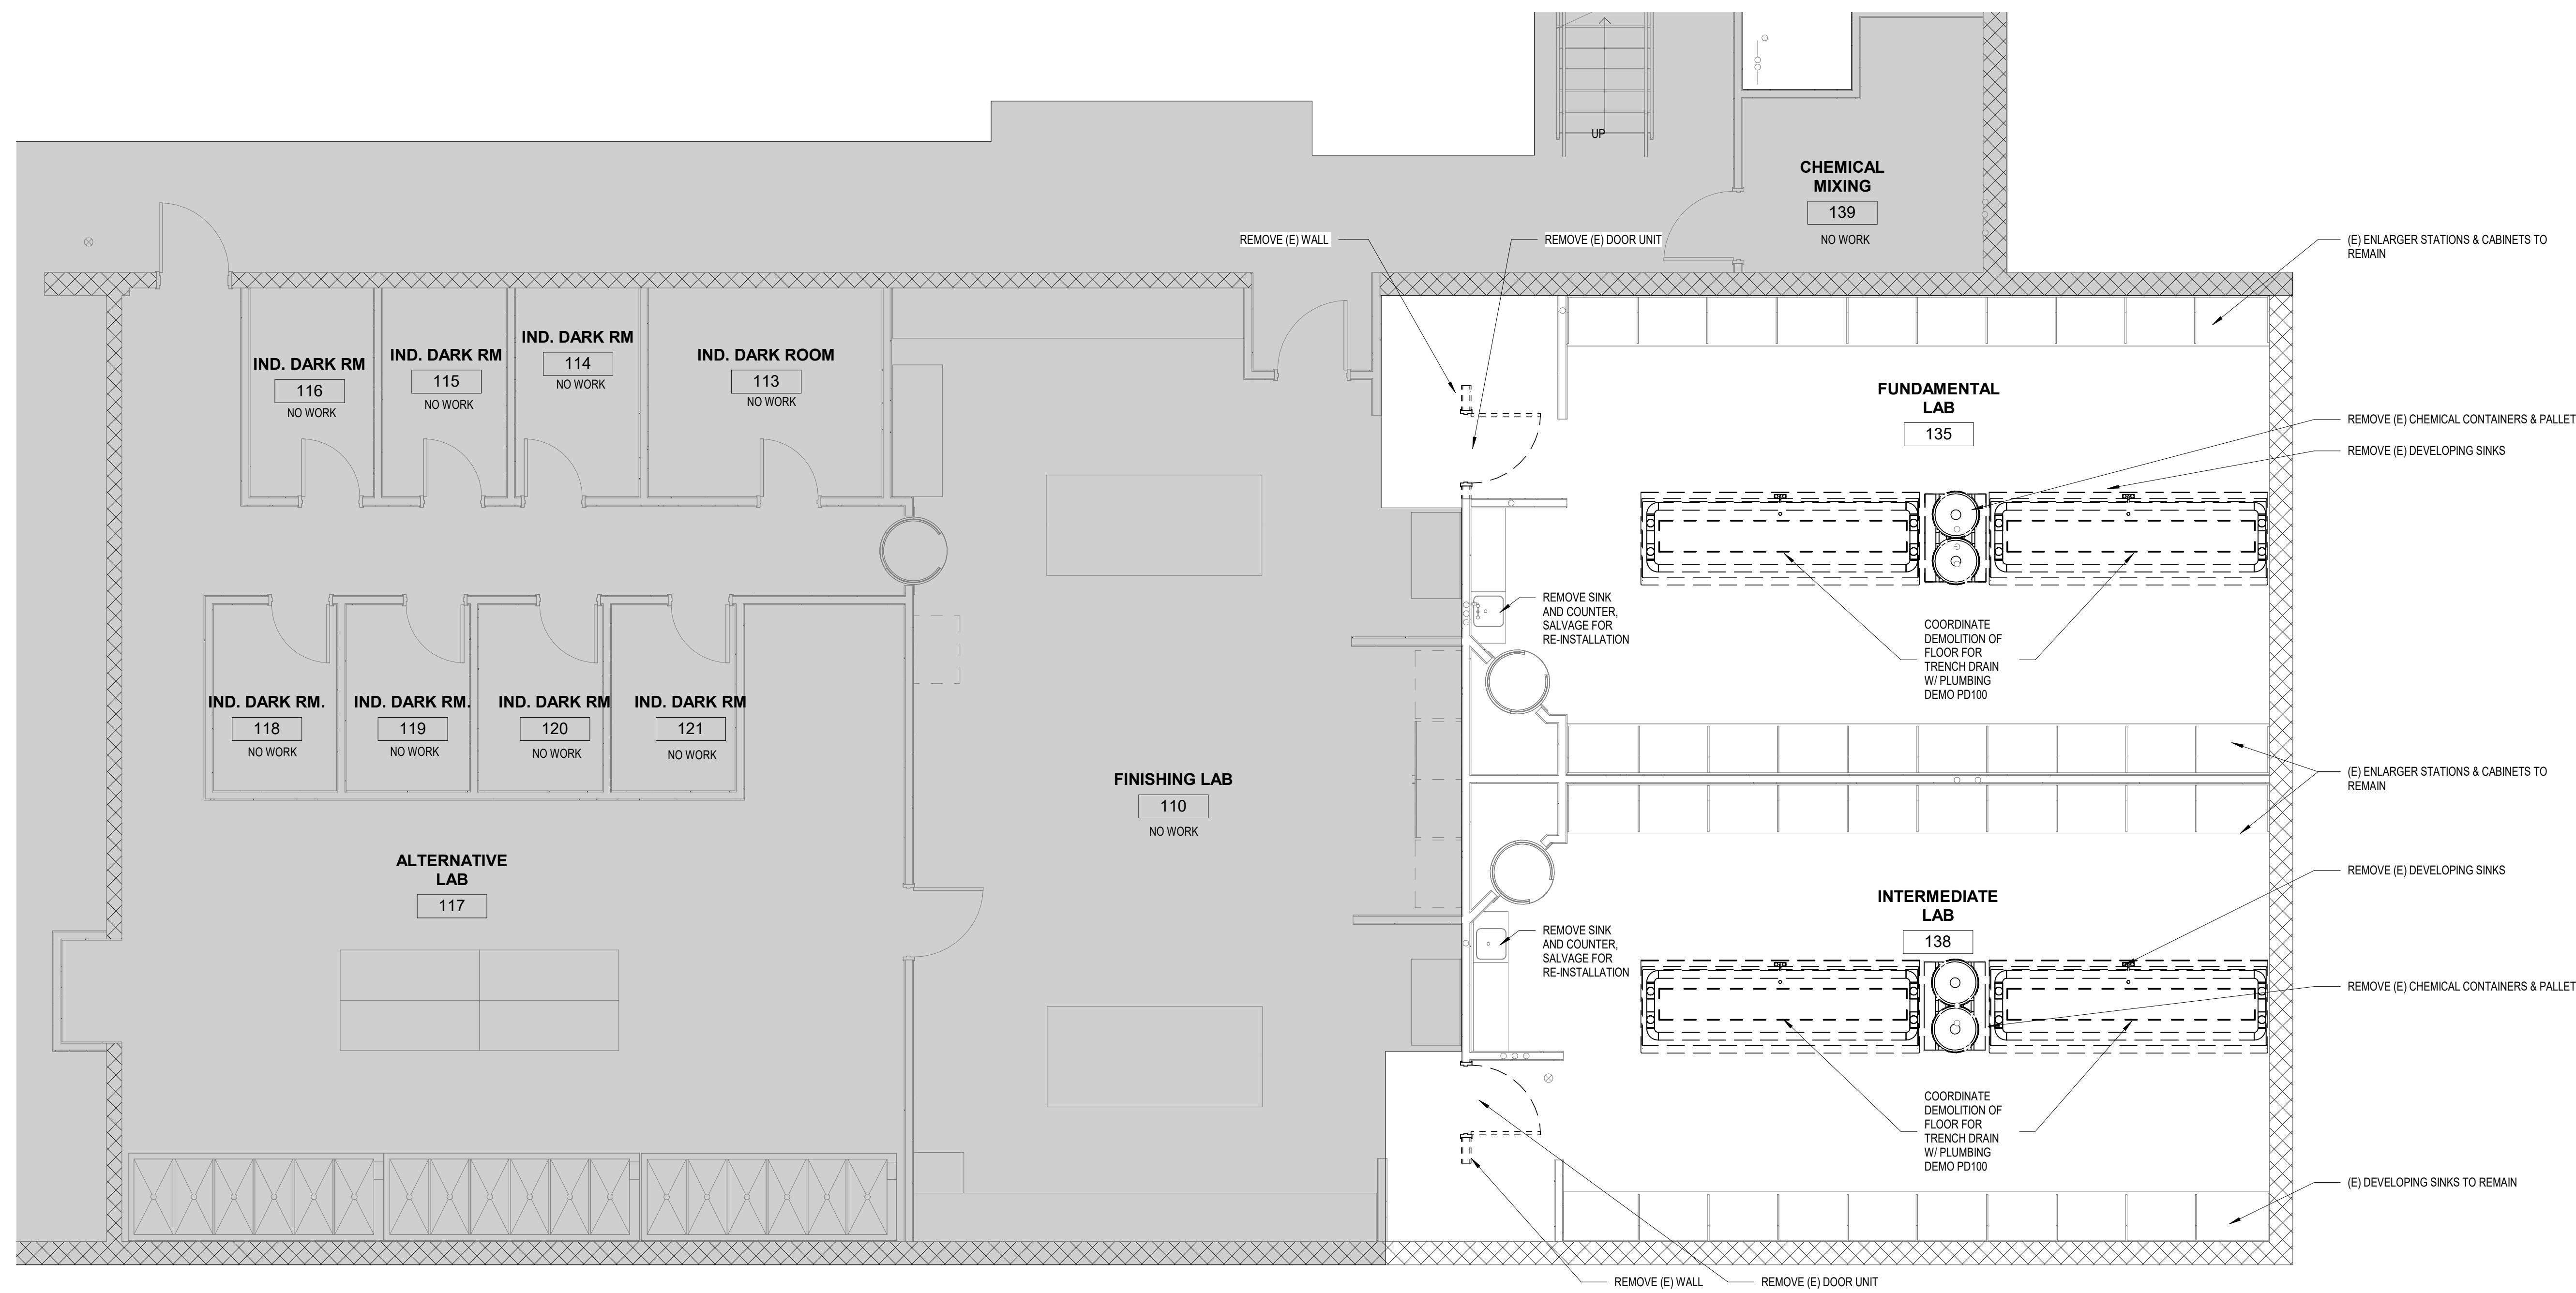 UP
CHEMICAL
MIXING
139
NO WORK
REMOVE (E) WALL
REMOVE (E) DOOR UNIT
(E) ENLARGER STATIONS & CABINETS TO
REMAIN
IND. DARK RM
116
NO WORK
IND. DARK RM
115
NO WORK
IND. DARK RM
114
NO WORK
IND. DARK ROOM
113
NO WORK
FUNDAMENTAL
LAB
135
REMOVE (E) CHEMICAL CONTAINERS & PALLET
REMOVE (E) DEVELOPING SINKS
REMOVE SINK
AND COUNTER,
SALVAGE FOR
RE-INSTALLATION
COORDINATE
DEMOLITION OF
FLOOR FOR
TRENCH DRAIN
W/ PLUMBING
DEMO PD100
IND. DARK RM.
118
NO WORK
IND. DARK RM.
119
NO WORK
IND. DARK RM
120
NO WORK
IND. DARK RM
121
NO WORK
FINISHING LAB
110
NO WORK
(E) ENLARGER STATIONS & CABINETS TO
REMAIN
ALTERNATIVE
LAB
117
REMOVE (E) DEVELOPING SINKS
INTERMEDIATE
LAB
138
REMOVE SINK
AND COUNTER,
SALVAGE FOR
RE-INSTALLATION
REMOVE (E) CHEMICAL CONTAINERS & PALLET
COORDINATE
DEMOLITION OF
FLOOR FOR
TRENCH DRAIN
W/ PLUMBING
DEMO PD100
(E) DEVELOPING SINKS TO REMAIN
REMOVE (E) WALL
REMOVE (E) DOOR UNIT